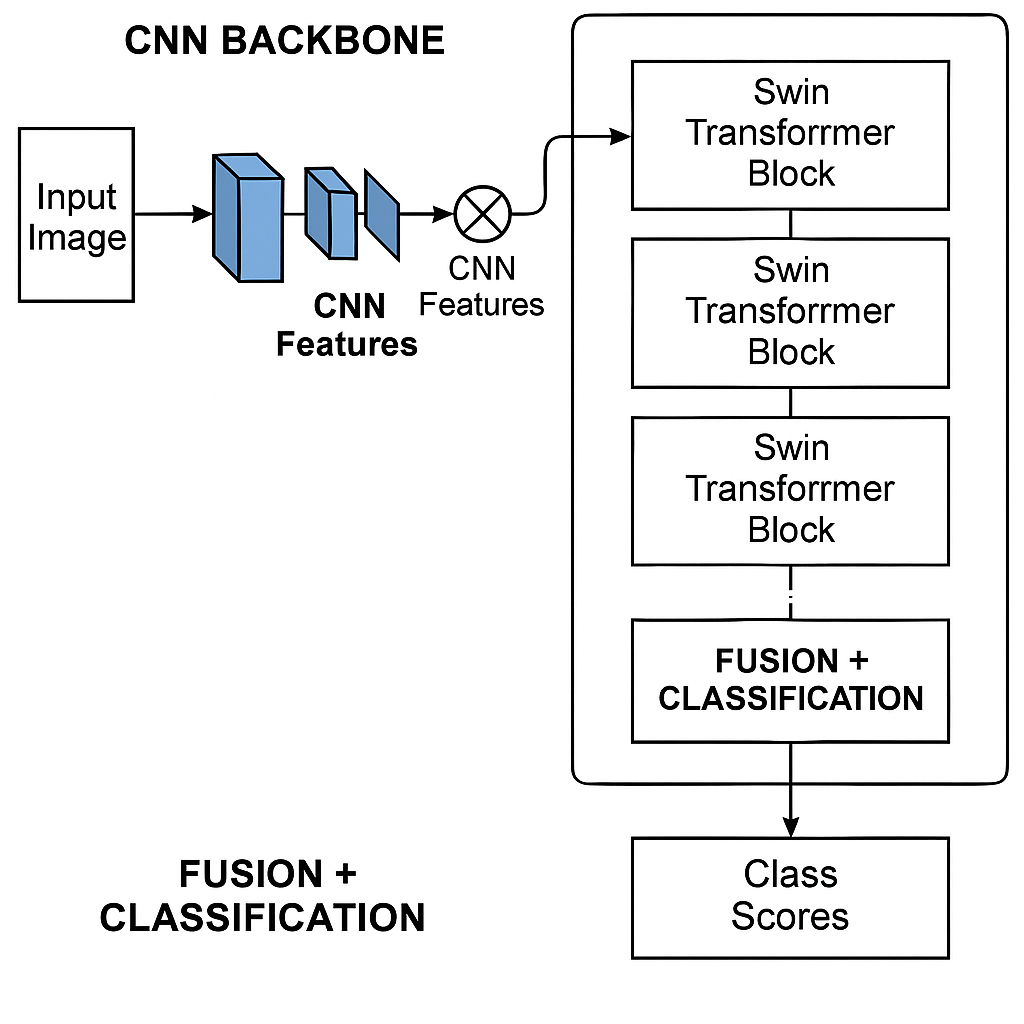 CNN BACKBONE
Input
Image
CNN
Features
CNN
Features
Swin
Transforrmer
Block
Swin
Transforrmer
Block
Swin
Transforrmer
Block
FUSION +
CLASSIFICATION
Class
Scores
FUSION +
CLASSIFICATION